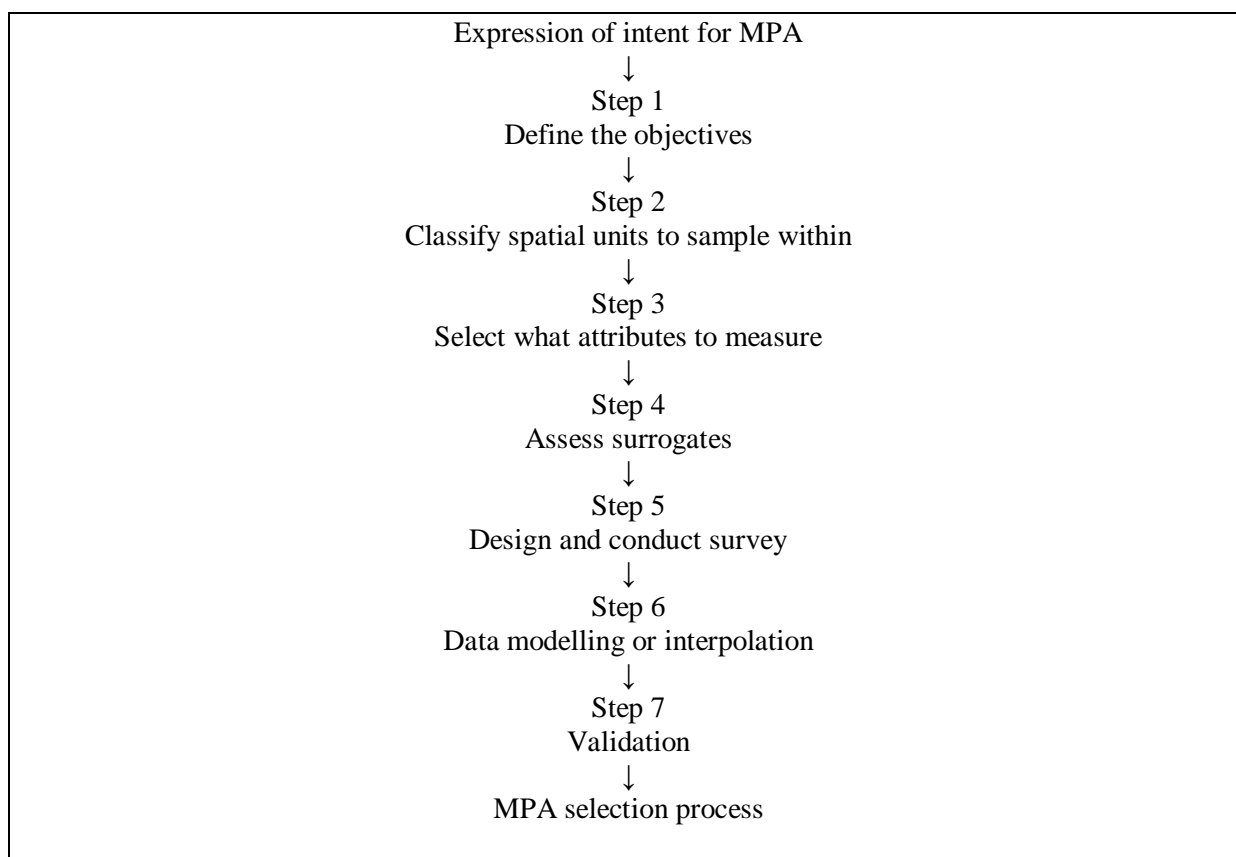 Expression of intent for MPA
↓
Step 1
Define the objectives
↓
Step 2
Classify spatial units to sample within
↓
Step 3
Select what attributes to measure
↓
Step 4
Assess surrogates
↓
Step 5
Design and conduct survey
↓
Step 6
Data modelling or interpolation
↓
Step 7
Validation
↓
MPA selection process